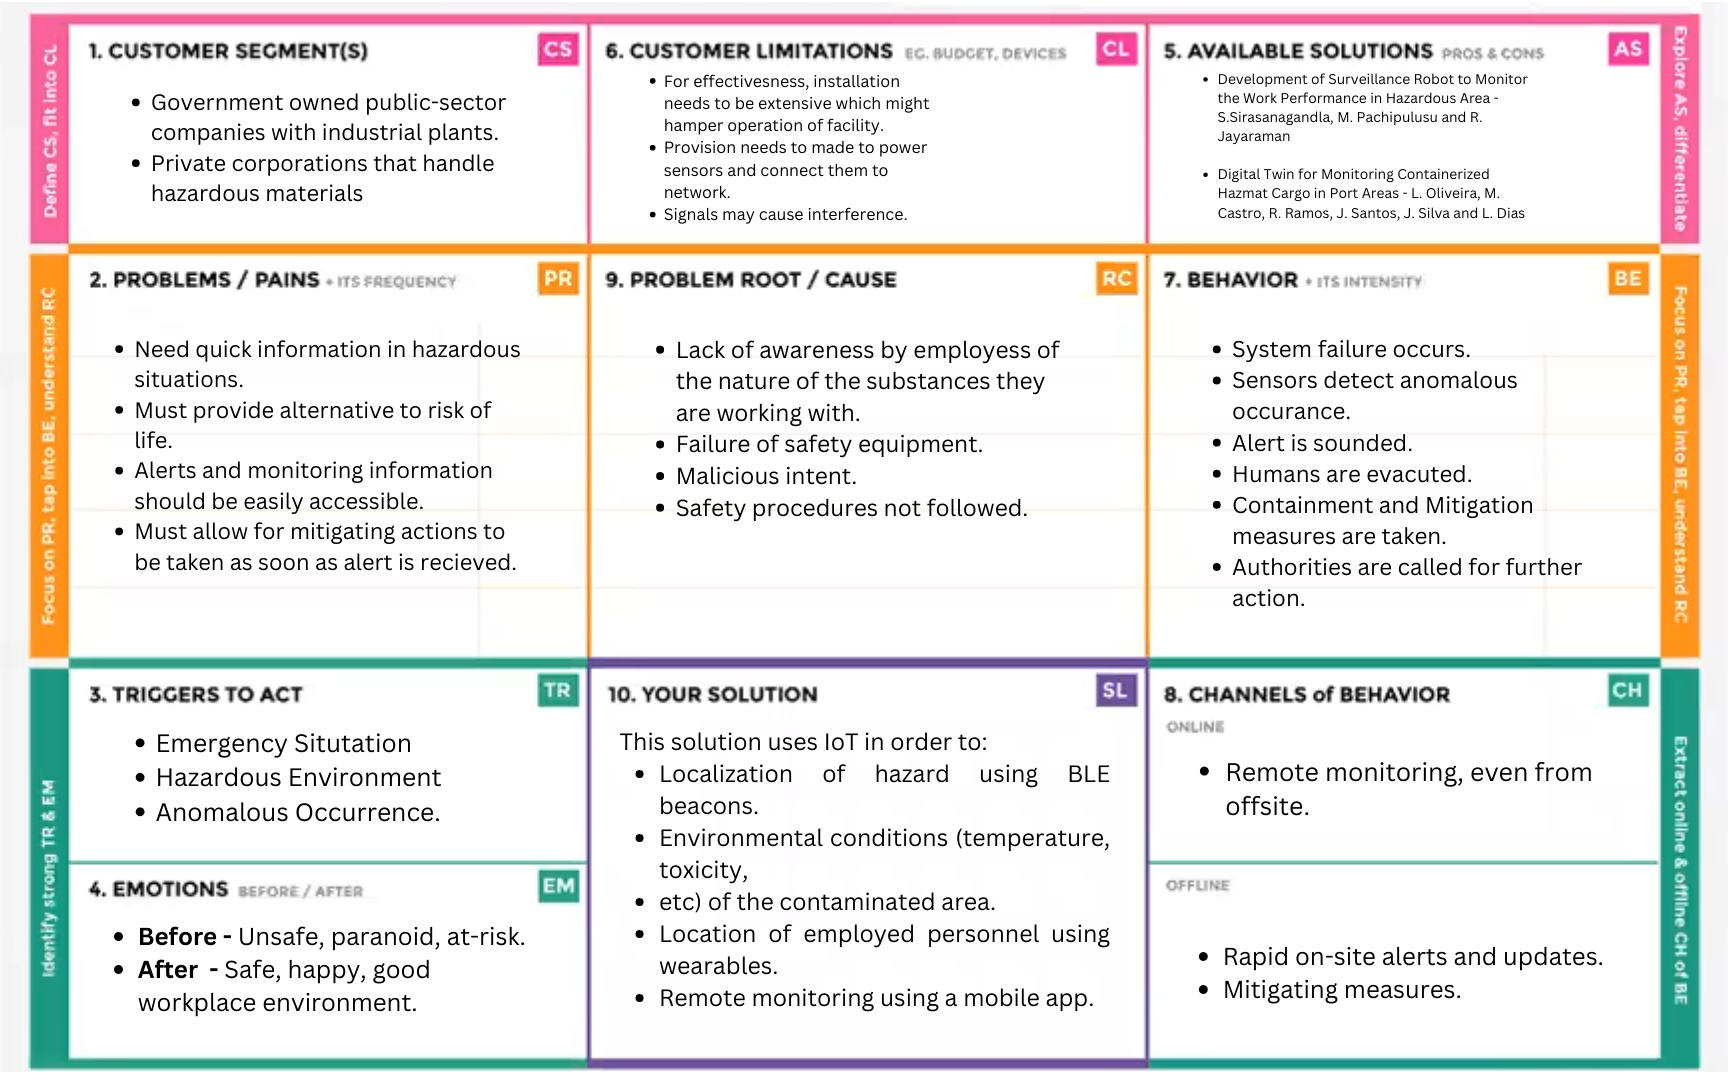 Define CS, fit into CL
1. CUSTOMER SEGMENT(S)
CS
• Government owned public-sector
companies with industrial plants.
• Private corporations that handle
hazardous materials
6. CUSTOMER LIMITATIONS EG. BUDGET, DEVICES
CL
• For effectivesness, installation
needs to be extensive which might
hamper operation of facility.
• Provision needs to made to power
sensors and connect them to
network.
• Signals may cause interference.
5. AVAILABLE SOLUTIONS PROS & CONS
AS
• Development of Surveillance Robot to Monitor
the Work Performance in Hazardous Area -
S.Sirasanagandla, M. Pachipulusu and R.
Jayaraman
• Digital Twin for Monitoring Containerized
Hazmat Cargo in Port Areas - L. Oliveira, M.
Castro, R. Ramos, J. Santos, J. Silva and L. Dias
Explore AS, differentiate
Focus on PR, tap into BE, understand RC
2. PROBLEMS / PAINS + ITS FREQUENCY
PR
• Need quick information in hazardous
situations.
• Must provide alternative to risk of
life.
• Alerts and monitoring information
should be easily accessible.
• Must allow for mitigating actions to
be taken as soon as alert is recieved.
9. PROBLEM ROOT / CAUSE
RC
• Lack of awareness by employess of
the nature of the substances they
are working with.
• Failure of safety equipment.
• Malicious intent.
• Safety procedures not followed.
7. BEHAVIOR + ITS INTENSITY
BE
• System failure occurs.
• Sensors detect anomalous
occurance.
• Alert is sounded.
• Humans are evacuted.
• Containment and Mitigation
measures are taken.
• Authorities are called for further
action.
Focus on PR, tap into BE, understand RC
Identify strong TR & EM
3. TRIGGERS TO ACT
TR
• Emergency Situtation
• Hazardous Environment
• Anomalous Occurrence.
4. EMOTIONS BEFORE / AFTER
EM
• Before - Unsafe, paranoid, at-risk.
• After - Safe, happy, good
workplace environment.
10. YOUR SOLUTION
SL
This solution uses IoT in order to:
• Localization of hazard using BLE
beacons.
• Environmental conditions (temperature,
toxicity,
• etc) of the contaminated area.
• Location of employed personnel using
wearables.
• Remote monitoring using a mobile app.
8. CHANNELS of BEHAVIOR
CH
ONLINE
• Remote monitoring, even from
offsite.
OFFLINE
• Rapid on-site alerts and updates.
• Mitigating measures.
Extract online & offline CH of BE